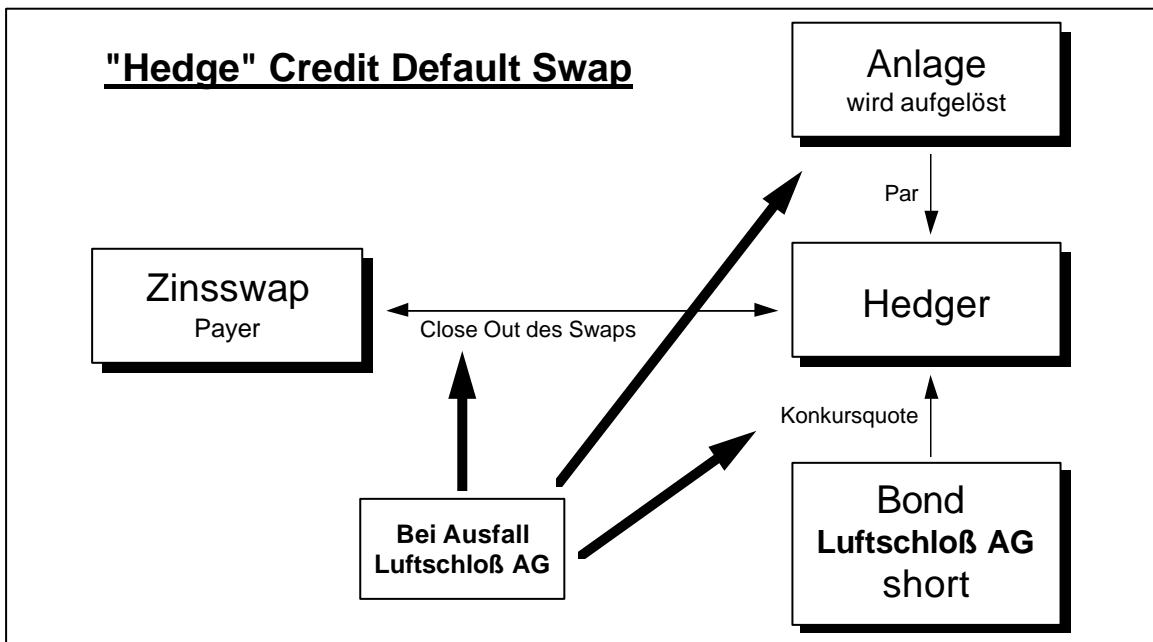 "Hedge" Credit Default Swap
Anlage
wird aufgelöst
Par
Zinsswap
Payer
Close Out des Swaps
Hedger
Konkursquote
Bei Ausfall
Luftschloß AG
Bond
Luftschloß AG
short